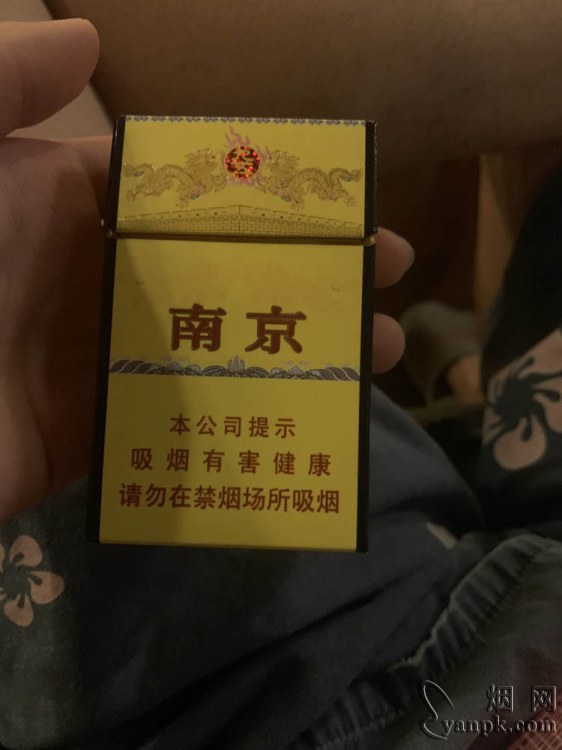 南京
本公司提示
吸烟有害健康
请勿在禁烟场所吸烟
烟网
yanpk.com